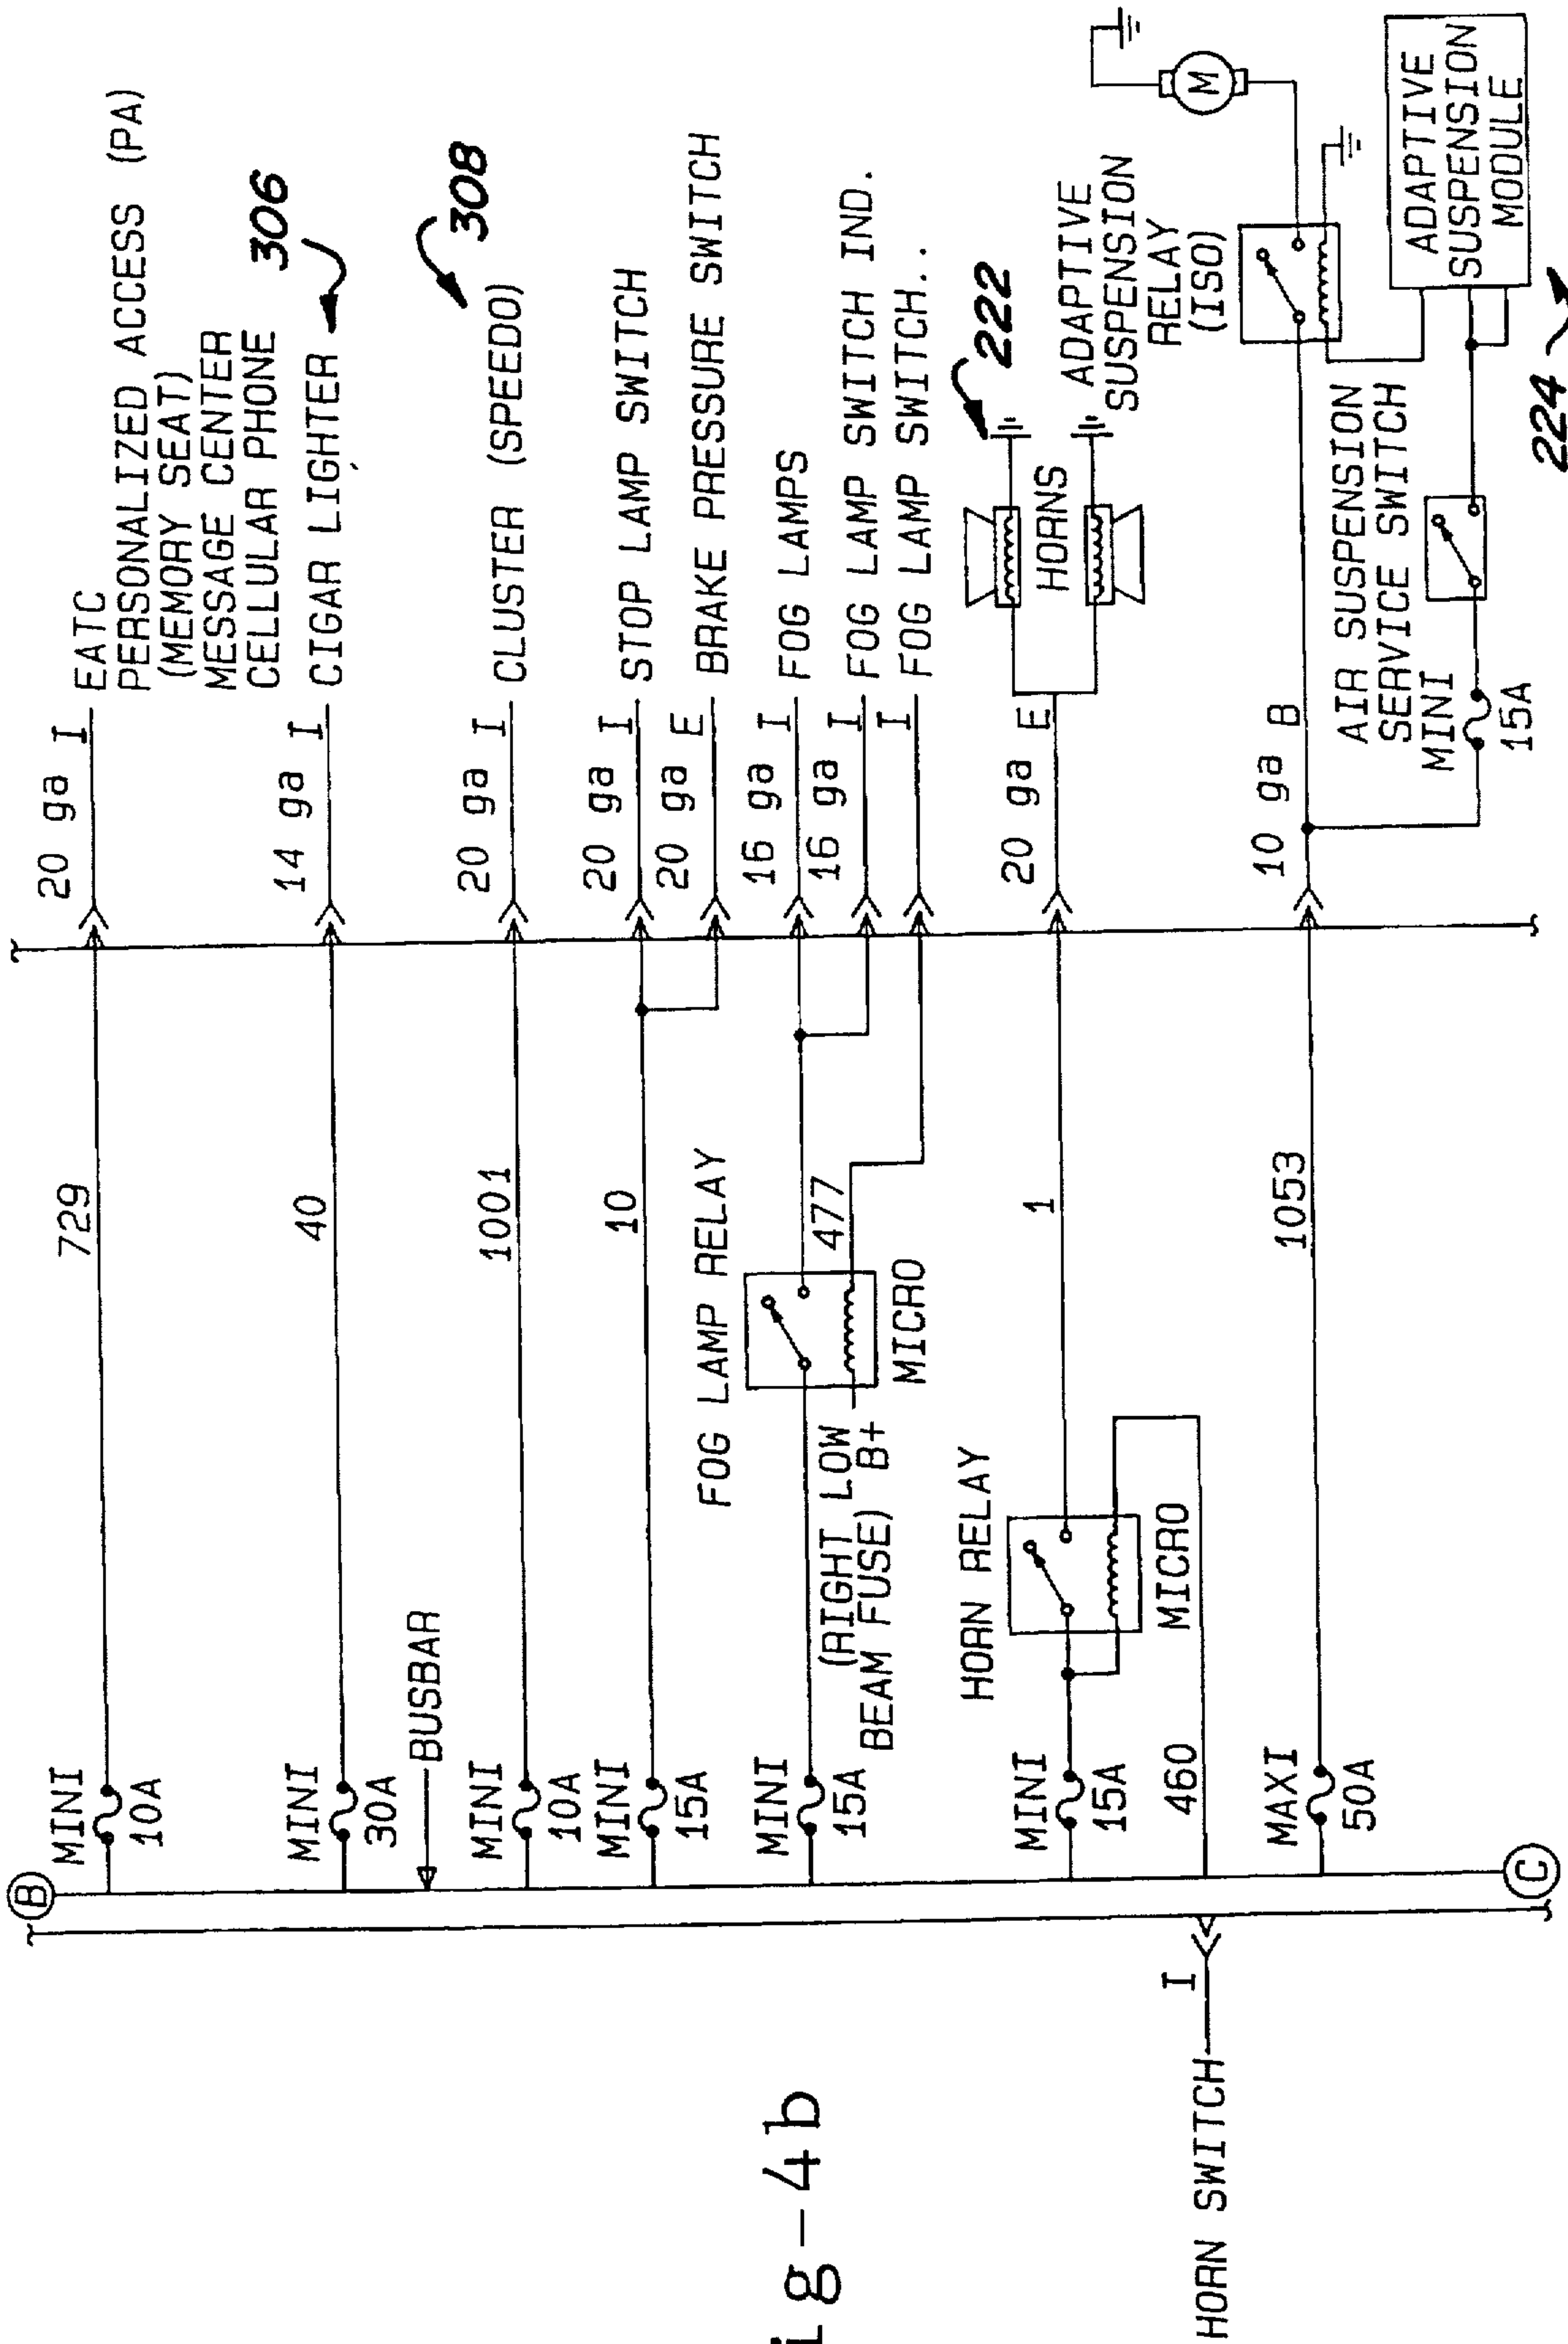 B
MINI
10A
729
20 ga I
EATC
PERSONALIZED ACCESS (PA)
(MEMORY SEAT)
MESSAGE CENTER
CELLULAR PHONE
306
MINI
30A
40
14 ga I
CIGAR LIGHTER
BUSBAR
308
MINI
10A
1001
20 ga I
CLUSTER (SPEEDO)
MINI
15A
10
20 ga I
STOP LAMP SWITCH
20 ga E
BRAKE PRESSURE SWITCH
FOG LAMP RELAY
MINI
15A
16 ga I
FOG LAMPS
(RIGHT LOW
BEAM FUSE) B+
477
MICRO
16 ga I
FOG LAMP SWITCH IND.
I
FOG LAMP SWITCH..
222
HORN RELAY
MINI
15A
1
20 ga E
HORNS
MICRO
460
ADAPTIVE
SUSPENSION
RELAY
(ISO)
M
HORN SWITCH
I
MAXI
50A
1053
10 ga B
AIR SUSPENSION
SERVICE SWITCH
MINI
15A
ADAPTIVE
SUSPENSION
MODULE
224
C
ig-4b